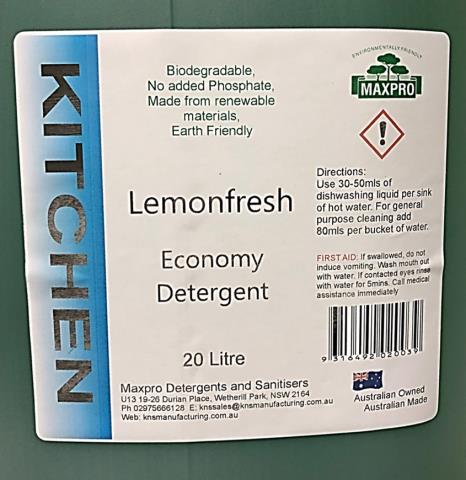 KITCHEN
Biodegradable,
No added Phosphate,
Made from renewable
materials,
Earth Friendly
ENVIRONMENTALLY FRIENDLY
MAXPRO
Lemonfresh
Economy
Detergent
20 Litre
Directions:
Use 30-50mls of
dishwashing liquid per sink
of hot water. For general
purpose cleaning add
80mls per bucket of water.
FIRST AID: If swallowed, do not
induce vomiting. Wash mouth out
with water. If contacted eyes rinse
with water for 5mins. Call medical
assistance immediately
9 316492 020039
Maxpro Detergents and Sanitisers
U13 19-26 Durian Place, Wetherill Park, NSW 2164
Ph 02975666128 E: knssales@knsmanufacturing.com.au
Web: knsmanufacturing.com.au
Australian Owned
Australian Made